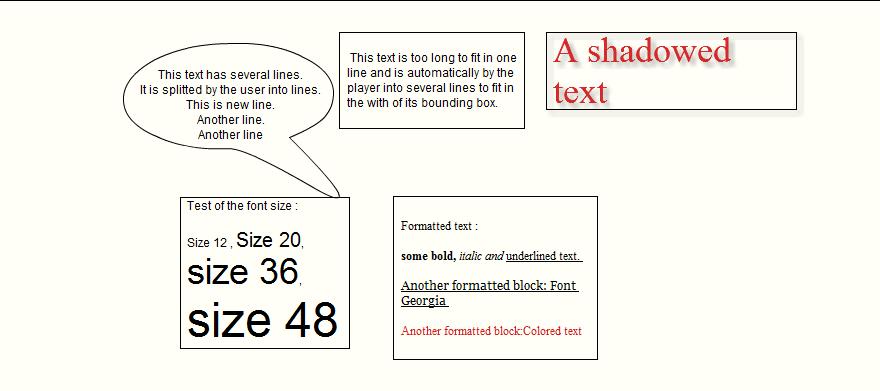 This text has several lines.
It is splitted by the user into lines.
This is new line.
Another line.
Another line
This text is too long to fit in one
line and is automatically by the
player into several lines to fit in
the with of its bounding box.
A shadowed
text
Test of the font size :
Size 12 , Size 20,
size 36,
size 48
Formatted text :
some bold, italic and underlined text.
Another formatted block: Font
Georgia
Another formatted block:Colored text